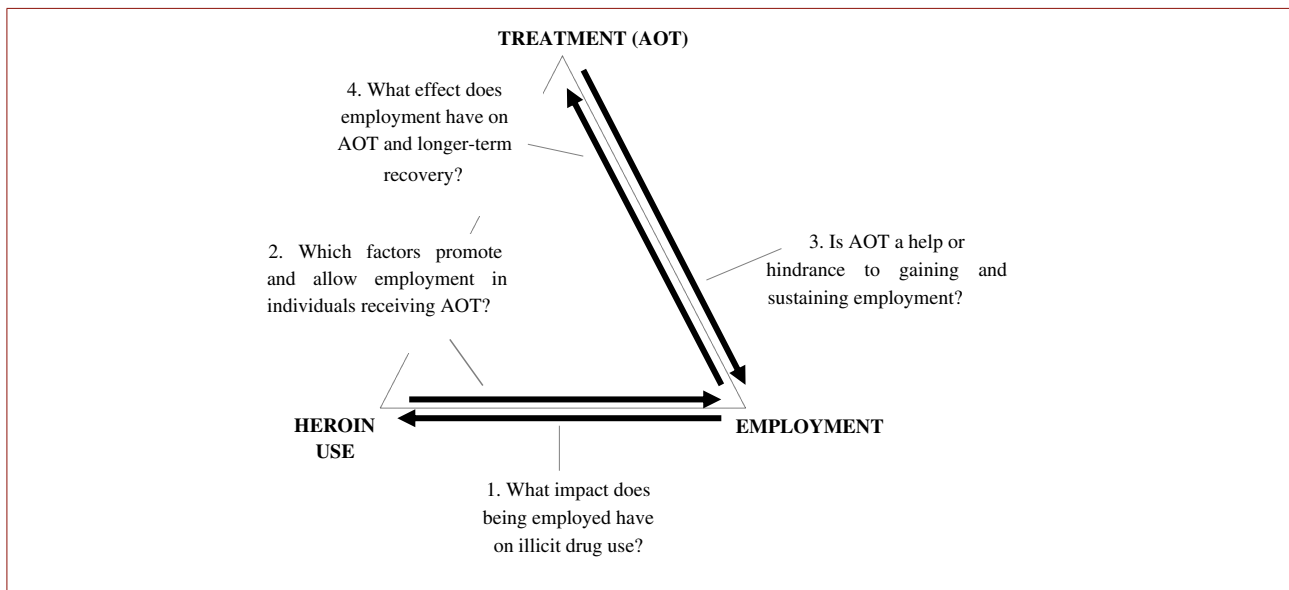 TREATMENT (AOT)
4. What effect does
employment have on
AOT and longer-term
recovery?
2. Which factors promote
and allow employment in
individuals receiving AOT?
3. Is AOT a help or
hindrance to gaining and
sustaining employment?
HEROIN
USE
EMPLOYMENT
1. What impact does
being employed have
on illicit drug use?